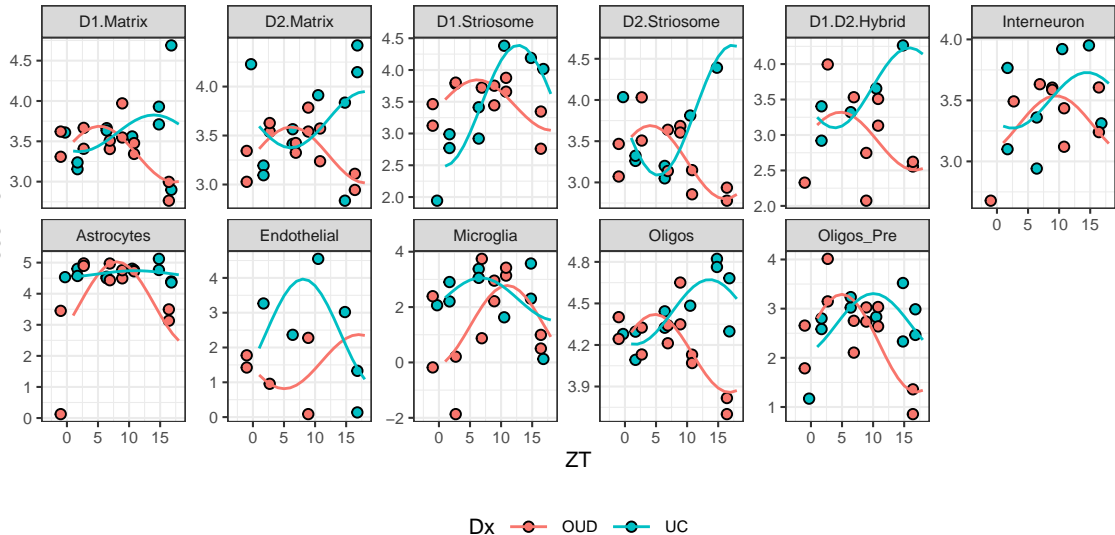 D1.Matrix D2.Matrix D1.Striosome D2.Striosome D1.D2.Hybrid Interneuron
4.5 4.0 3.5 3.0
4.0 3.5 3.0
4.5 4.0 3.5 3.0 2.5 2.0
4.0 3.5 3.0
4.0 3.5 3.0 2.5 2.0
4.0 3.5 3.0
0 5 10 15
Astrocytes Endothelial Microglia Oligos Oligos_Pre
5 4 3 2 1 0
4 3 2 1 0
4 2 0 −2
4.8 4.5 4.2 3.9
4 3 2 1
0 5 10 15 0 5 10 15 0 5 10 15 0 5 10 15 0 5 10 15
ZT
Dx OUD UC